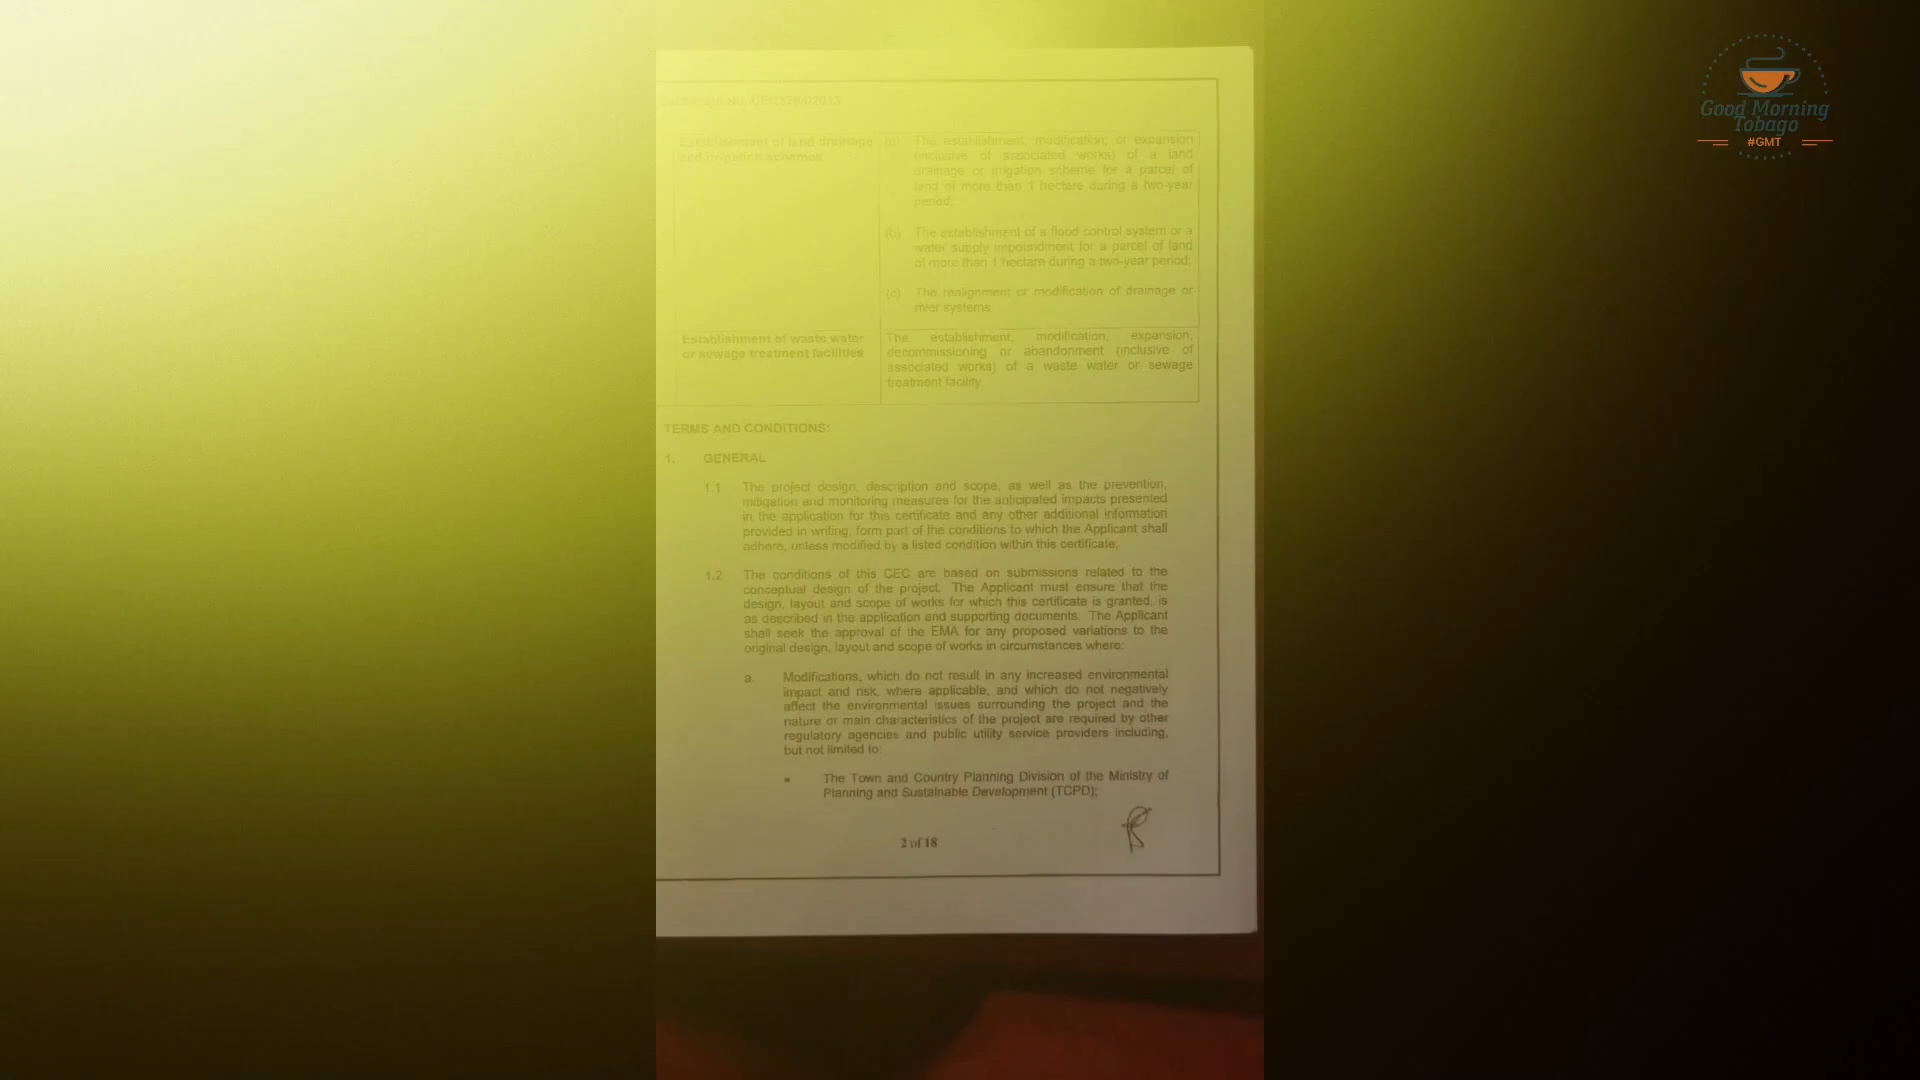 Good Morning
Tobago
#GMT
Certificate No.
Establishment of land drainage
and irrigation schemes
(a) The establishment, modification, or expansion
(inclusive of associated works) of a land
drainage or irrigation scheme for a parcel of
land of more than 1 hectare during a two-year
period;
(b) The establishment of a flood control system or a
water supply impoundment for a parcel of land
of more than 1 hectare during a two-year period;
(c) The realignment or modification of drainage or
river systems.
Establishment of waste water
or sewage treatment facilities
The establishment, modification, expansion,
decommissioning or abandonment (inclusive of
associated works) of a waste water or sewage
treatment facility.
TERMS AND CONDITIONS:
1. GENERAL
1.1 The project design, description and scope, as well as the prevention,
mitigation and monitoring measures for the anticipated impacts presented
in the application for this certificate and any other additional information
provided in writing, form part of the conditions to which the Applicant shall
adhere, unless modified by a listed condition within this certificate;
1.2 The conditions of this CEC are based on submissions related to the
conceptual design of the project. The Applicant must ensure that the
design, layout and scope of works for which this certificate is granted, is
as described in the application and supporting documents. The Applicant
shall seek the approval of the EMA for any proposed variations to the
original design, layout and scope of works in circumstances where:
a. Modifications, which do not result in any increased environmental
impact and risk, where applicable, and which do not negatively
affect the environmental issues surrounding the project and the
nature or main characteristics of the project are required by other
regulatory agencies and public utility service providers including,
but not limited to:
• The Town and Country Planning Division of the Ministry of
Planning and Sustainable Development (TCPD);
2 of 18